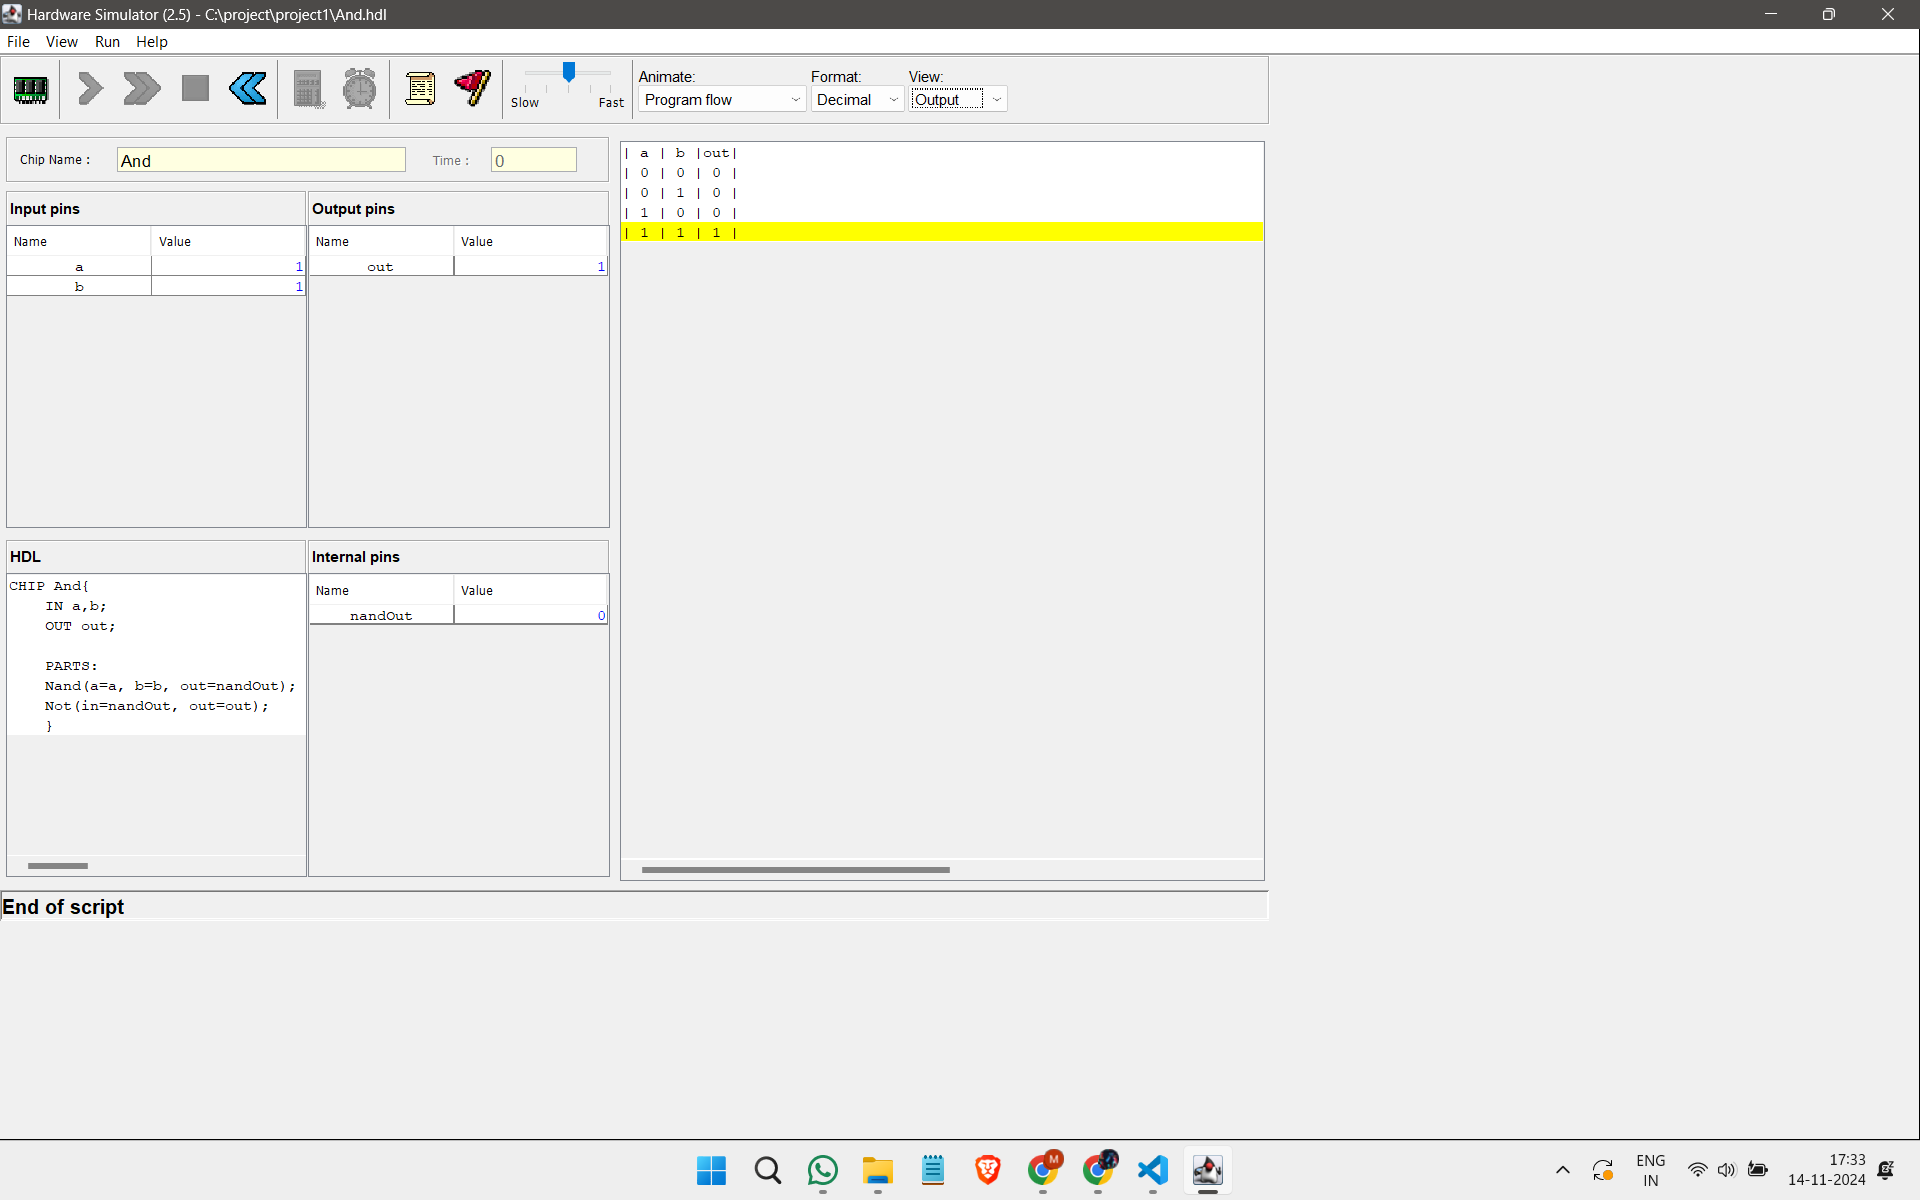 Hardware Simulator (2.5) - C:\project\project1\And.hdl
File View Run Help
Slow Fast
Animate: Format: View:
Program flow Decimal Output
Chip Name : And Time : 0
Input pins Output pins
Name Value Name Value
a 1 out 1
b 1
| a | b |out|
| 0 | 0 | 0 |
| 0 | 1 | 0 |
| 1 | 0 | 0 |
| 1 | 1 | 1 |
HDL
CHIP And{
IN a,b;
OUT out;
PARTS:
Nand(a=a, b=b, out=nandOut);
Not(in=nandOut, out=out);
}
Internal pins
Name Value
nandOut 0
End of script
M
ENG
IN
17:33
14-11-2024